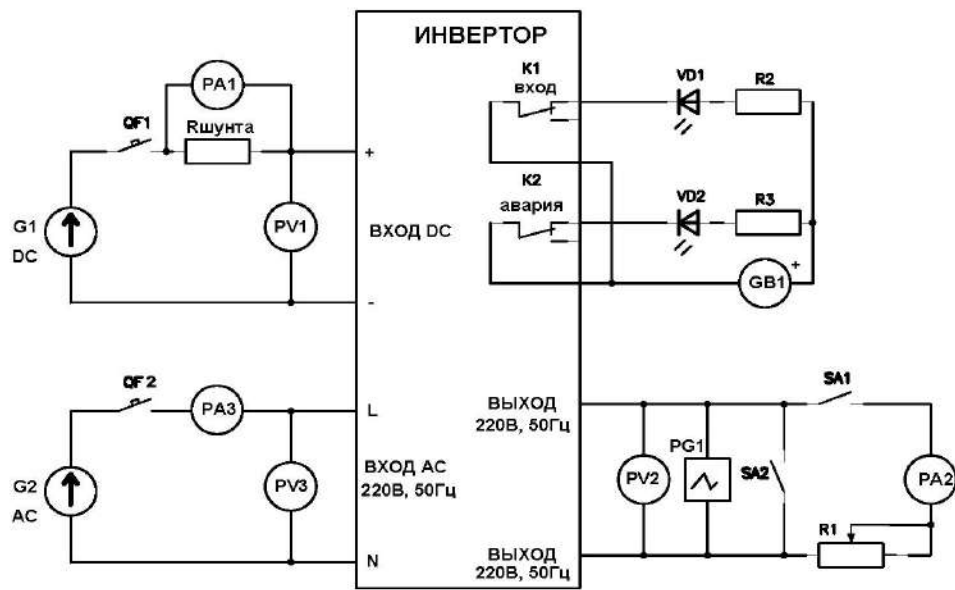 ИНВЕРТОР
K1
вход
VD1
R2
PA1
QF1
Rшунта
+
K2
авария
VD2
R3
G1
DC
PV1
ВХОД DC
+
GB1
-
QF2
PA3
L
ВЫХОД
220В, 50Гц
SA1
PG1
G2
AC
PV3
ВХОД AC
220В, 50Гц
PV2
SA2
PA2
R1
N
ВЫХОД
220В, 50Гц